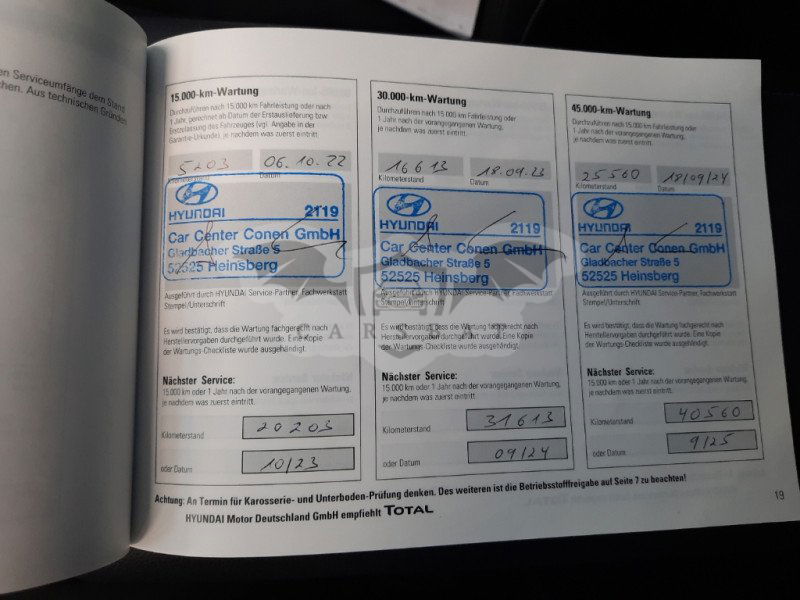 en Serviceumfänge dem Stand
chen. Aus technischen Gründen
15.000-km-Wartung
Durchzuführen nach 15.000 km Fahrleistung oder nach
1 Jahr, gerechnet ab Datum der Erstauslieferung bzw.
Erstzulassung des Fahrzeuges (vgl. Angabe in der
Garantie-Urkunde), je nachdem was zuerst eintritt.
5203 06.10.22
Kilometerstand Datum
HYUNDAI 2119
Car Center Conen GmbH
Gladbacher Straße 5
52525 Heinsberg
Ausgeführt durch HYUNDAI Service-Partner, Fachwerkstatt
Stempel/Unterschrift
Es wird bestätigt, dass die Wartung fachgerecht nach
Herstellervorgaben durchgeführt wurde. Eine Kopie
der Wartungs-Checkliste wurde ausgehändigt.
Nächster Service:
15.000 km oder 1 Jahr nach der vorangegangenen Wartung,
je nachdem was zuerst eintritt.
Kilometerstand 20203
oder Datum 10/23
30.000-km-Wartung
Durchzuführen nach 15.000 km Fahrleistung oder
1 Jahr nach der vorangegangenen Wartung,
je nachdem was zuerst eintritt.
16613 18.09.23
Kilometerstand Datum
HYUNDAI 2119
Car Center Conen GmbH
Gladbacher Straße 5
52525 Heinsberg
Ausgeführt durch HYUNDAI Service-Partner, Fachwerkstatt
Stempel/Unterschrift
Es wird bestätigt, dass die Wartung fachgerecht nach
Herstellervorgaben durchgeführt wurde. Eine Kopie
der Wartungs-Checkliste wurde ausgehändigt.
Nächster Service:
15.000 km oder 1 Jahr nach der vorangegangenen Wartung,
je nachdem was zuerst eintritt.
Kilometerstand 31613
oder Datum 09/24
45.000-km-Wartung
Durchzuführen nach 15.000 km Fahrleistung oder
1 Jahr nach der vorangegangenen Wartung,
je nachdem was zuerst eintritt.
25560 18/09/24
Kilometerstand Datum
HYUNDAI 2119
Car Center Conen GmbH
Gladbacher Straße 5
52525 Heinsberg
Ausgeführt durch HYUNDAI Service-Partner, Fachwerkstatt
Stempel/Unterschrift
Es wird bestätigt, dass die Wartung fachgerecht nach
Herstellervorgaben durchgeführt wurde. Eine Kopie
der Wartungs-Checkliste wurde ausgehändigt.
Nächster Service:
15.000 km oder 1 Jahr nach der vorangegangenen Wartung,
je nachdem was zuerst eintritt.
Kilometerstand 40560
oder Datum 9/25
Achtung: An Termin für Karosserie- und Unterboden-Prüfung denken. Des weiteren ist die Betriebsstofffreigabe auf Seite 7 zu beachten!
HYUNDAI Motor Deutschland GmbH empfiehlt TOTAL
19